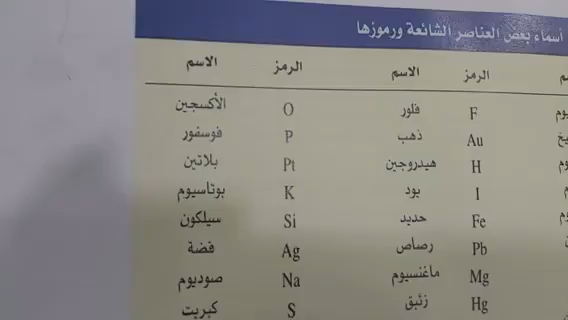 أسماء بعض العناصر الشائعة ورموزها
الرمز الاسم الرمز الاسم
F فلور O الأكسجين
Au ذهب P فوسفور
H هيدروجين Pt بلاتين
I يود K بوتاسيوم
Fe حديد Si سيلكون
Pb رصاص Ag فضة
Mg ماغنسيوم Na صوديوم
Hg زئبق S كبريت